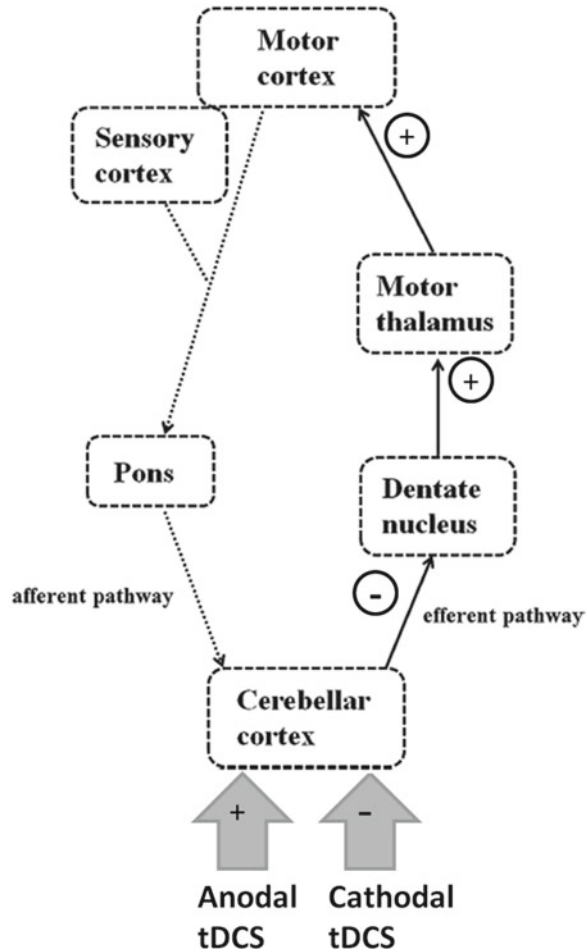 Motor
cortex
Sensory
cortex
+
Motor
thalamus
+
Pons
Dentate
nucleus
-
afferent pathway
efferent pathway
Cerebellar
cortex
+ -
Anodal Cathodal
tDCS tDCS